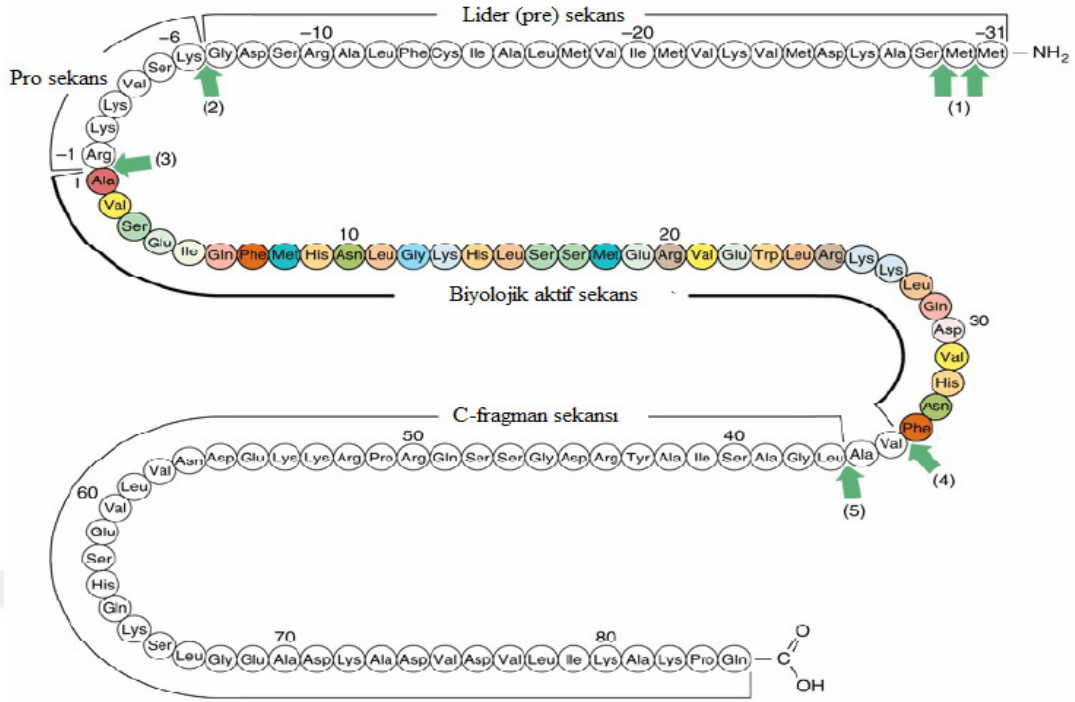 Lider (pre) sekans
−6 −10 −20 −31
Lys Gly Asp Ser Arg Ala Leu Phe Cys Ile Ala Leu Met Val Ile Met Val Lys Val Met Asp Lys Ala Ser Met Met NH₂
Ser
Pro sekans
Val
(2)
(1)
Lys
Lys
−1 Arg
(3)
1 Ala
Val
Ser
Glu
10 20
Ile Gln Phe Met His Asn Leu Gly Lys His Leu Ser Ser Met Glu Arg Val Glu Trp Leu Arg Lys Lys
Leu
Biyolojik aktif sekans
Gln
Asp 30
Val
His
Asn
C-fragman sekansı
Phe
50 40
Val Asn Asp Glu Lys Lys Arg Pro Arg Gln Ser Ser Gly Asp Arg Tyr Ala Ile Ser Ala Gly Leu Ala Val
(4)
Leu
60 Val
(5)
Glu
Ser
His
Gln
Lys
Ser
70 80
Leu Gly Glu Ala Asp Lys Ala Asp Val Asp Val Leu Ile Lys Ala Lys Pro Gln C
O
OH